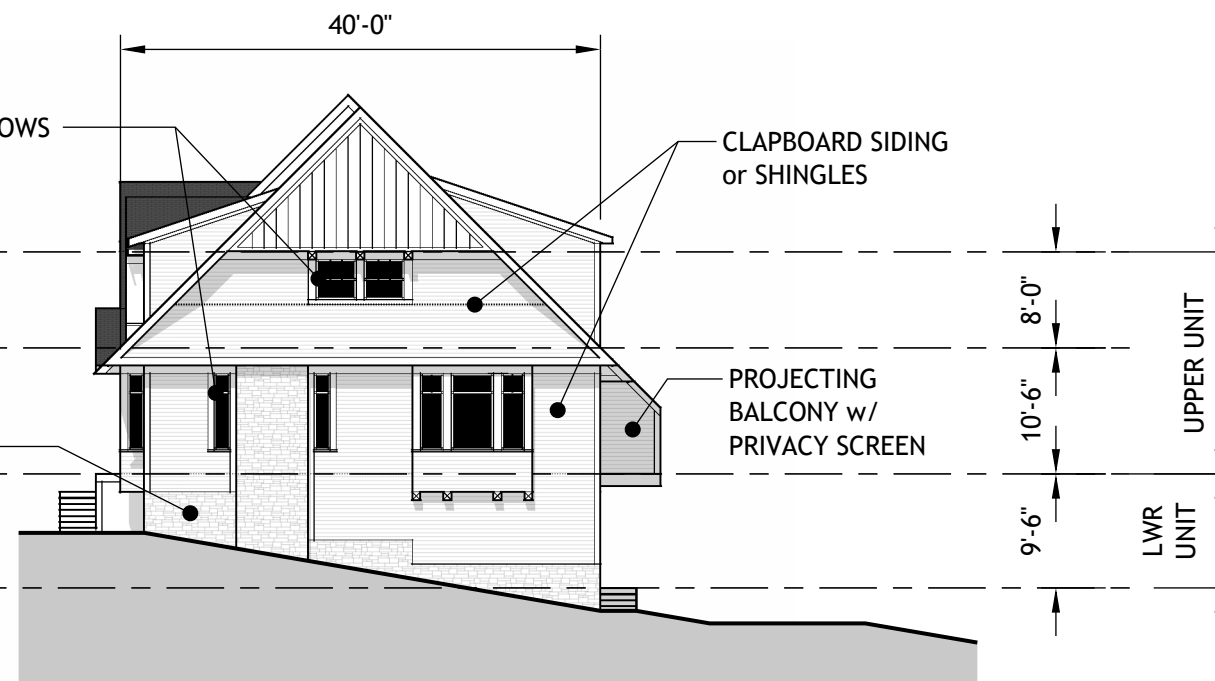 40'-0"
OWS
CLAPBOARD SIDING
or SHINGLES
8'-0"
UPPER UNIT
PROJECTING
BALCONY w/
PRIVACY SCREEN
10'-6"
9'-6"
LWR
UNIT